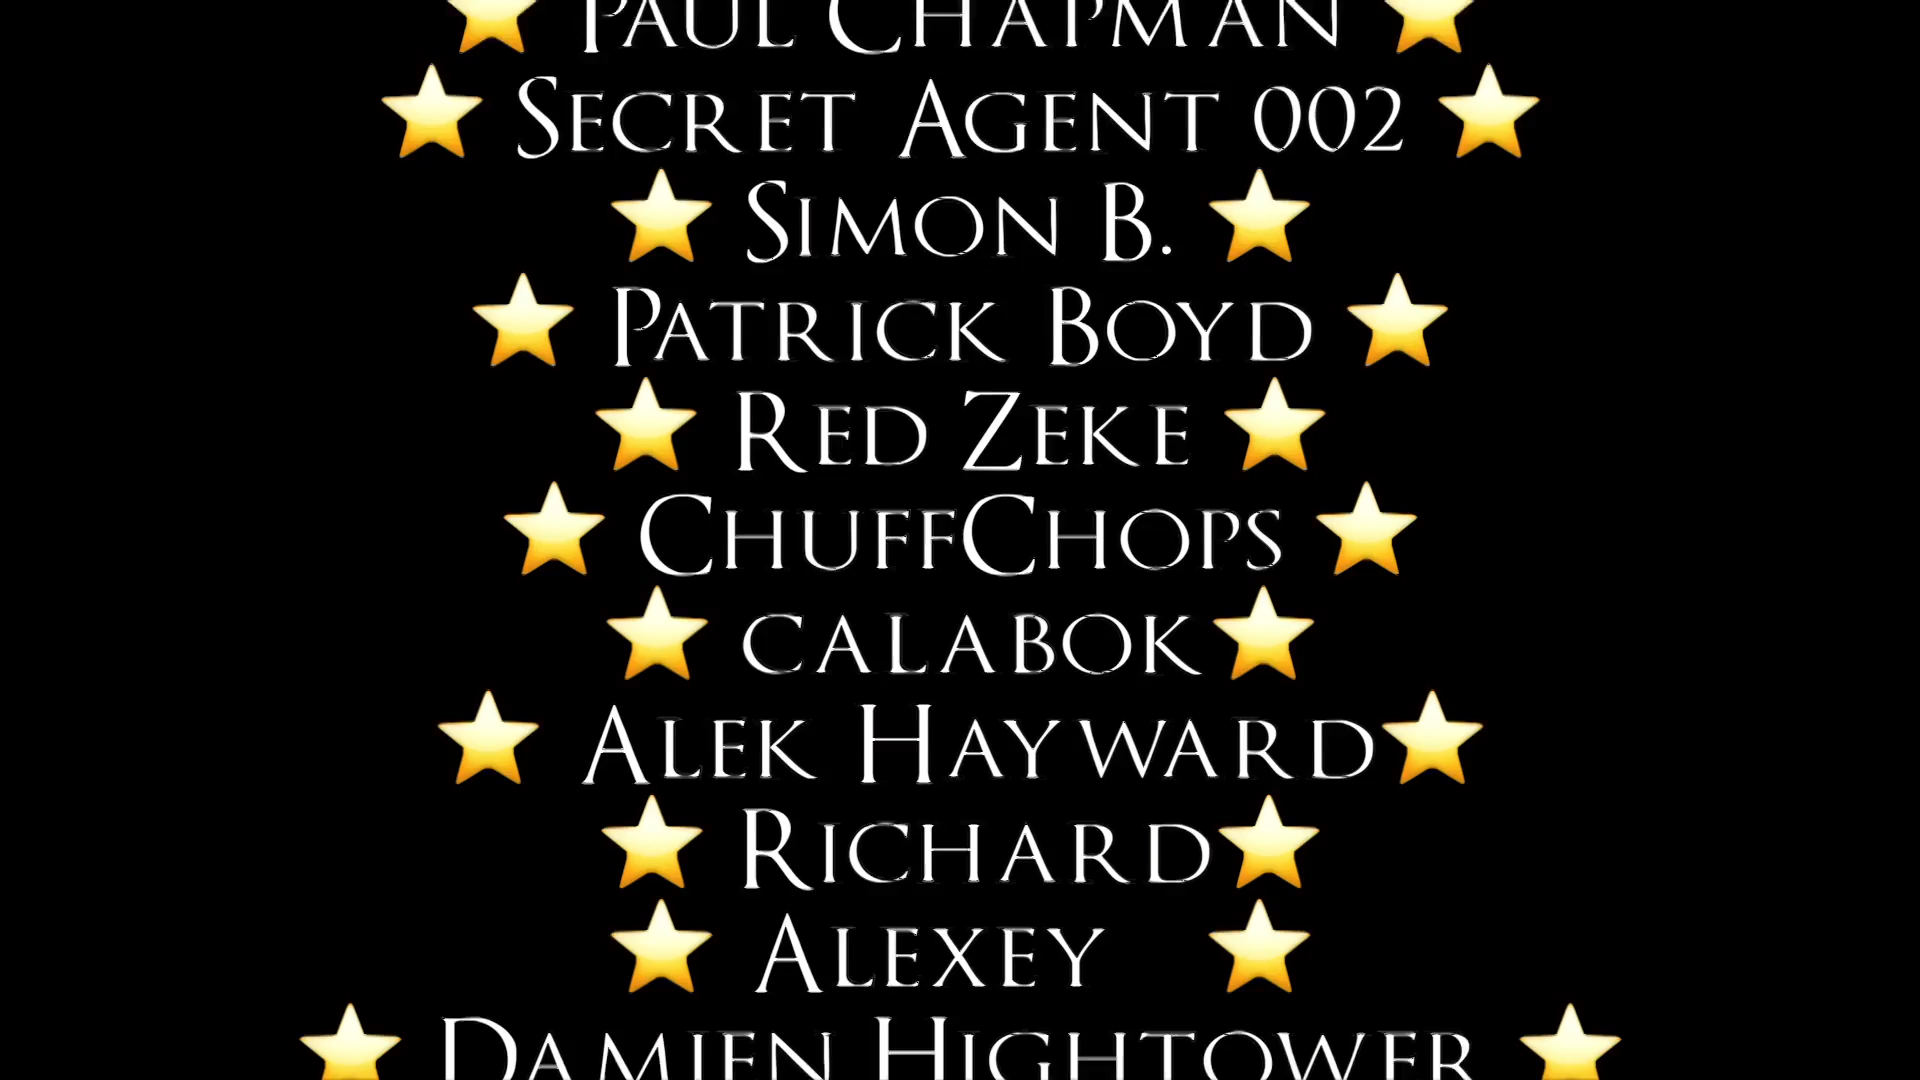 ⭐ Paul Chapman ⭐
⭐ Secret Agent 002 ⭐
⭐ Simon B. ⭐
⭐ Patrick Boyd ⭐
⭐ Red Zeke ⭐
⭐ ChuffChops ⭐
⭐ calabok ⭐
⭐ Alek Hayward ⭐
⭐ Richard ⭐
⭐ Alexey ⭐
⭐ Damien Hightower ⭐